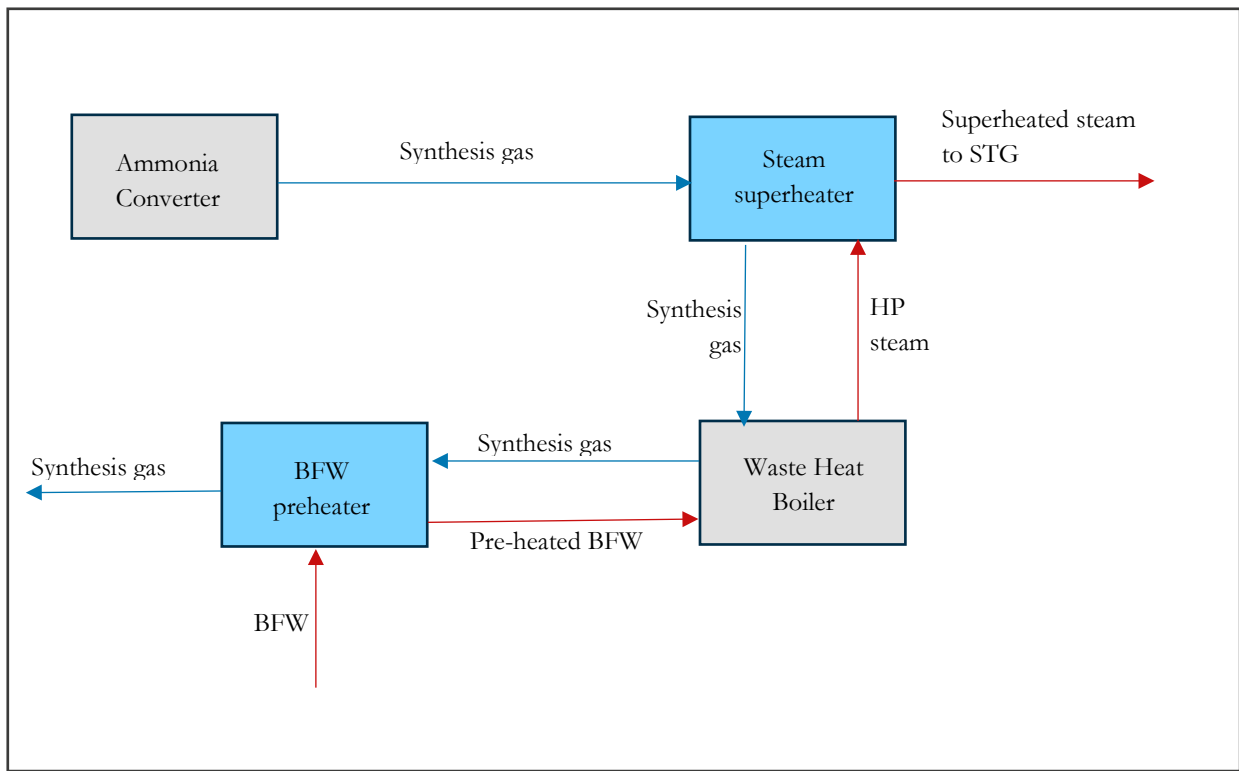 Ammonia
Converter
Synthesis gas
Steam
superheater
Superheated steam
to STG
Synthesis
gas
HP
steam
Synthesis gas
BFW
preheater
Synthesis gas
Waste Heat
Boiler
Pre-heated BFW
BFW